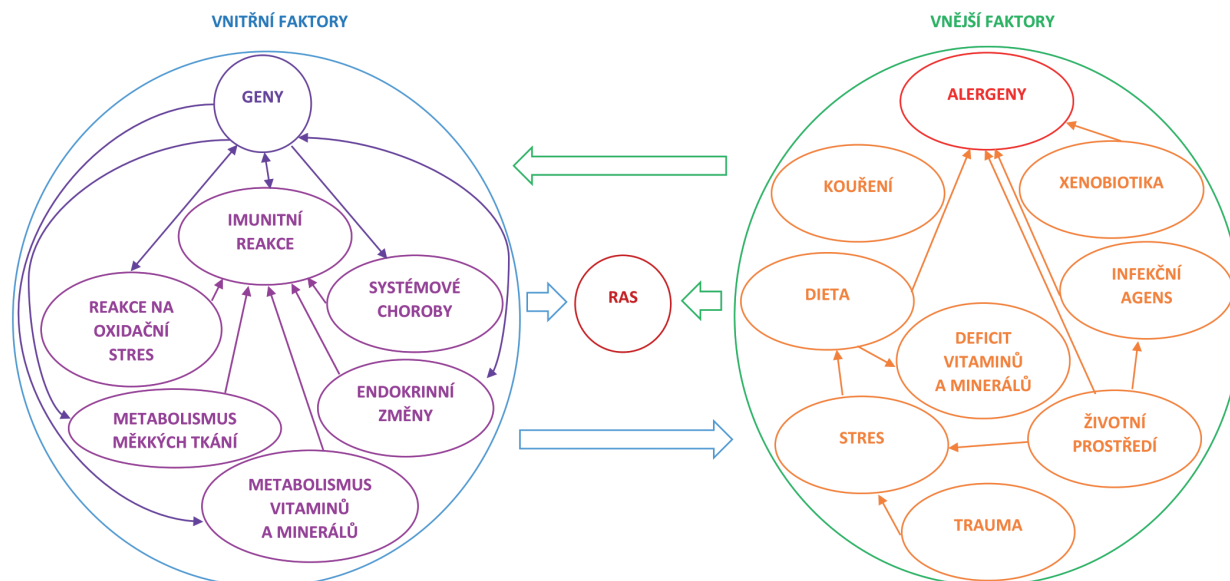 VNITŘNÍ FAKTORY
GENY
IMUNITNÍ
REAKCE
REAKCE NA
OXIDAČNÍ
STRES
SYSTÉMOVÉ
CHOROBY
METABOLISMUS
MĚKKÝCH TKÁNÍ
ENDOKRINNÍ
ZMĚNY
METABOLISMUS
VITAMINŮ
A MINERÁLŮ
RAS
VNĚJŠÍ FAKTORY
ALERGENY
KOUŘENÍ
XENOBIOTIKA
DIETA
INFEKČNÍ
AGENS
DEFICIT
VITAMINŮ
A MINERÁLŮ
STRES
ŽIVOTNÍ
PROSTŘEDÍ
TRAUMA